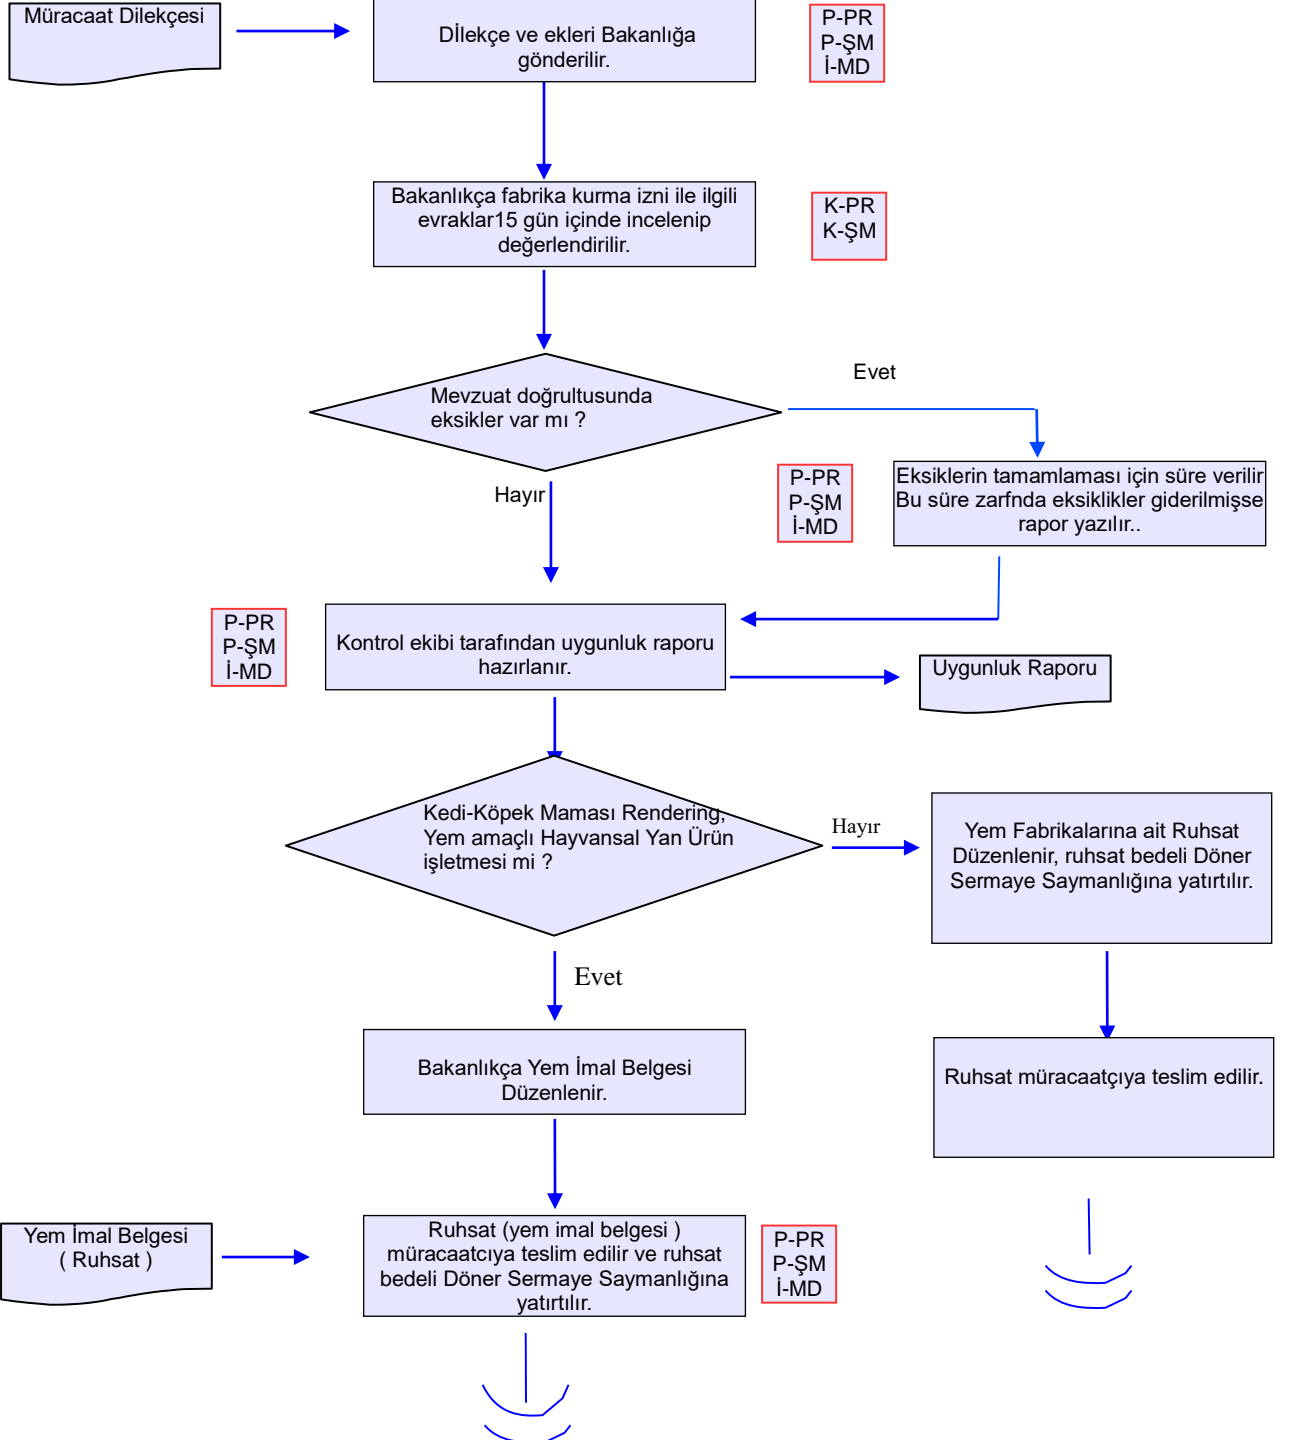 Müracaat Dilekçesi
Dİlekçe ve ekleri Bakanlığa
gönderilir.
P-PR
P-ŞM
İ-MD
Bakanlıkça fabrika kurma izni ile ilgili
evraklar15 gün içinde incelenip
değerlendirilir.
K-PR
K-ŞM
Mevzuat doğrultusunda
eksikler var mı ?
Evet
Hayır
P-PR
P-ŞM
İ-MD
Eksiklerin tamamlaması için süre verilir
Bu süre zarfnda eksiklikler giderilmişse
rapor yazılır..
P-PR
P-ŞM
İ-MD
Kontrol ekibi tarafından uygunluk raporu
hazırlanır.
Uygunluk Raporu
Kedi-Köpek Maması Rendering,
Yem amaçlı Hayvansal Yan Ürün
işletmesi mi ?
Hayır
Yem Fabrikalarına ait Ruhsat
Düzenlenir, ruhsat bedeli Döner
Sermaye Saymanlığına yatırtılır.
Evet
Bakanlıkça Yem İmal Belgesi
Düzenlenir.
Ruhsat müracaatçıya teslim edilir.
Yem İmal Belgesi
( Ruhsat )
Ruhsat (yem imal belgesi )
müracaatcıya teslim edilir ve ruhsat
bedeli Döner Sermaye Saymanlığına
yatırtılır.
P-PR
P-ŞM
İ-MD